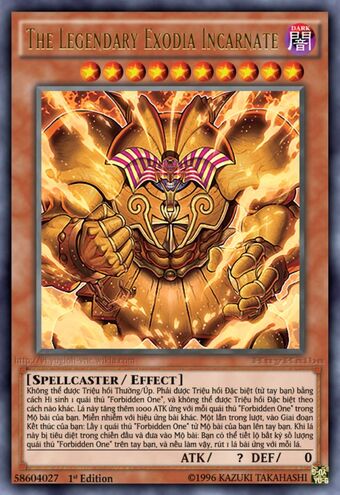 THE LEGENDARY EXODIA INCARNATE
DARK
闇
[SPELLCASTER / EFFECT]
Không thể được Triệu hồi Thường/Úp. Phải được Triệu hồi Đặc biệt (từ tay bạn) bằng
cách Hi sinh 1 quái thú "Forbidden One", và không thể được Triệu hồi Đặc biệt theo
cách nào khác. Lá này tăng thêm 1000 ATK ứng với mỗi quái thú "Forbidden One" trong
Mộ bài của bạn. Miễn nhiễm với hiệu ứng bài khác. Một lần trong lượt, vào Giai đoạn
Kết thúc của bạn: Lấy 1 quái thú "Forbidden One" từ Mộ bài của bạn lên tay bạn. Khi lá
này bị tiêu diệt trong chiến đấu và đưa vào Mộ bài: Bạn có thể tiết lộ bất kỳ số lượng
quái thú "Forbidden One" trên tay bạn, và nếu làm vậy, rút 1 lá bài ứng với mỗi lá.
ATK/ ? DEF/ 0
58604027 1st Edition ©1996 KAZUKI TAKAHASHI